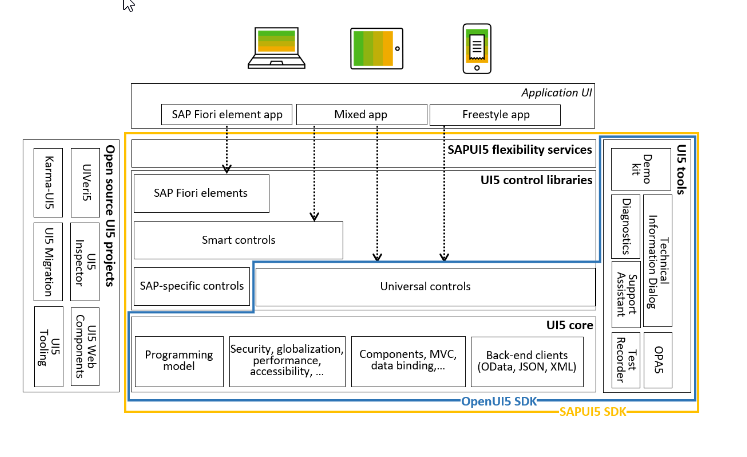 Application UI
SAP Fiori element app
Mixed app
Freestyle app
SAPUI5 flexibility services
UI5 control libraries
SAP Fiori elements
Smart controls
SAP-specific controls
Universal controls
UI5 core
Programming
model
Security, globalization,
performance,
accessibility, ...
Components, MVC,
data binding,...
Back-end clients
(OData, JSON, XML)
OpenUI5 SDK
SAPUI5 SDK
Open source UI5 projects
UIVeri5
Karma-UI5
UI5
Inspector
UI5 Migration
UI5 Web
Components
UI5
Tooling
UI5 tools
Demo
kit
Technical
Information Dialog
Diagnostics
Support
Assistant
OPA5
Test
Recorder